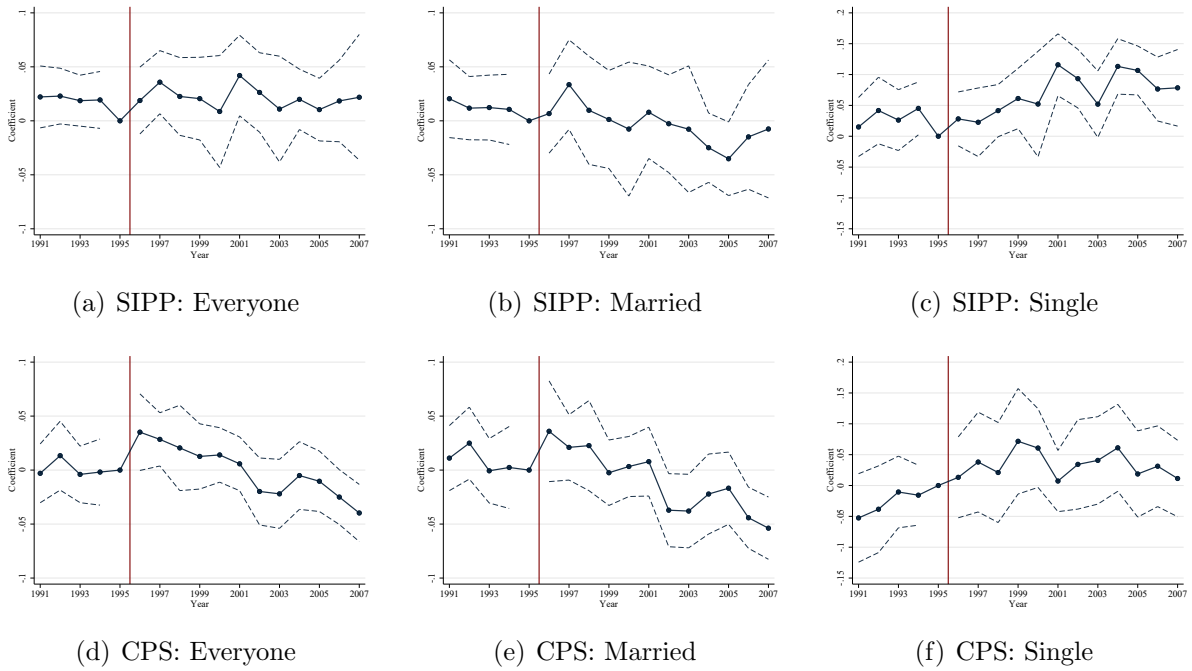 Coefficient
.1
.05
0
-.05
-.1
1991 1993 1995 1997 1999 2001 2003 2005 2007
Year
(a) SIPP: Everyone
Coefficient
.1
.05
0
-.05
-.1
1991 1993 1995 1997 1999 2001 2003 2005 2007
Year
(b) SIPP: Married
Coefficient
.2
.15
.1
.05
0
-.05
-.1
-.15
1991 1993 1995 1997 1999 2001 2003 2005 2007
Year
(c) SIPP: Single
Coefficient
.1
.05
0
-.05
-.1
1991 1993 1995 1997 1999 2001 2003 2005 2007
Year
(d) CPS: Everyone
Coefficient
.1
.05
0
-.05
-.1
1991 1993 1995 1997 1999 2001 2003 2005 2007
Year
(e) CPS: Married
Coefficient
.2
.15
.1
.05
0
-.05
-.1
-.15
1991 1993 1995 1997 1999 2001 2003 2005 2007
Year
(f) CPS: Single